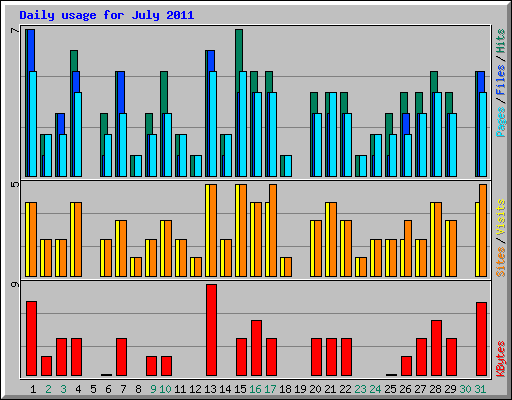 Daily usage for July 2011
7
Pages/Files/Hits
5
Sites/Visits
9
KBytes
1 2 3 4 5 6 7 8 9 10 11 12 13 14 15 16 17 18 19 20 21 22 23 24 25 26 27 28 29 30 31